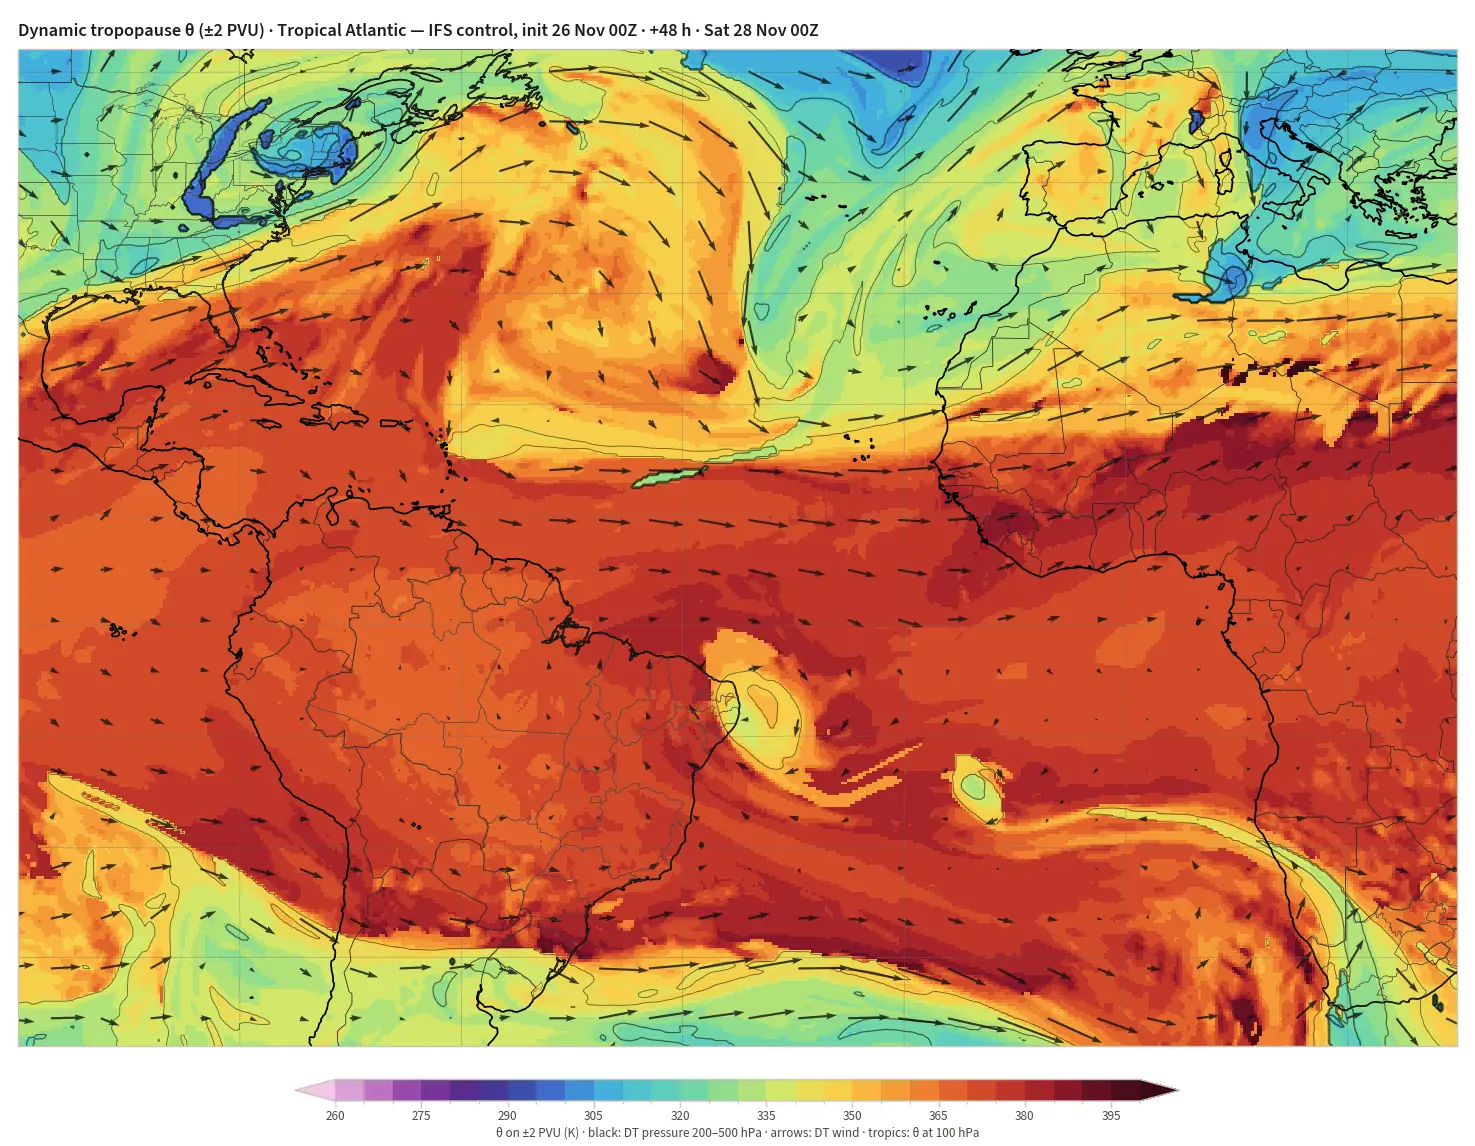 Dynamic tropopause θ (±2 PVU) · Tropical Atlantic — IFS control, init 26 Nov 00Z · +48 h · Sat 28 Nov 00Z
260 275 290 305 320 335 350 365 380 395
θ on ±2 PVU (K) · black: DT pressure 200–500 hPa · arrows: DT wind · tropics: θ at 100 hPa